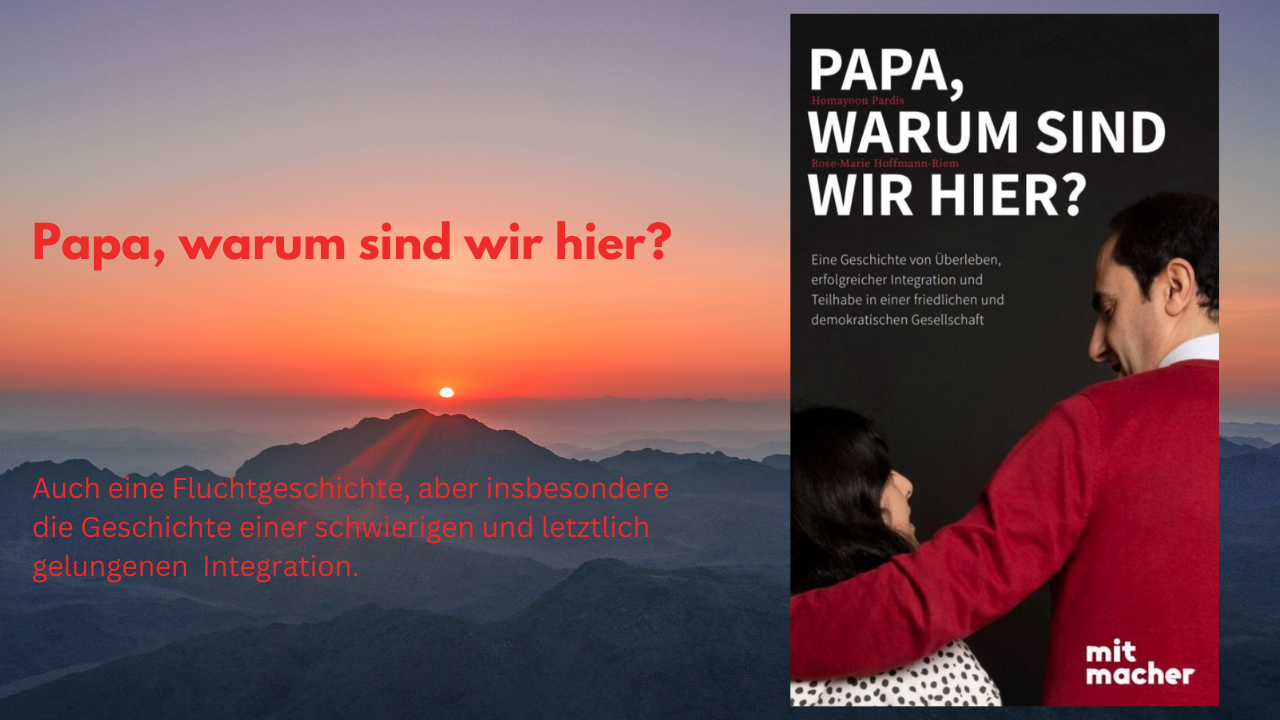 Papa, warum sind wir hier?
Auch eine Fluchtgeschichte, aber insbesondere
die Geschichte einer schwierigen und letztlich
gelungenen  Integration.
PAPA,
Homayoon Pardis
WARUM SIND
Rose-Marie Hoffmann-Riem
WIR HIER?
Eine Geschichte von Überleben,
erfolgreicher Integration und
Teilhabe in einer friedlichen und
demokratischen Gesellschaft
mit
macher